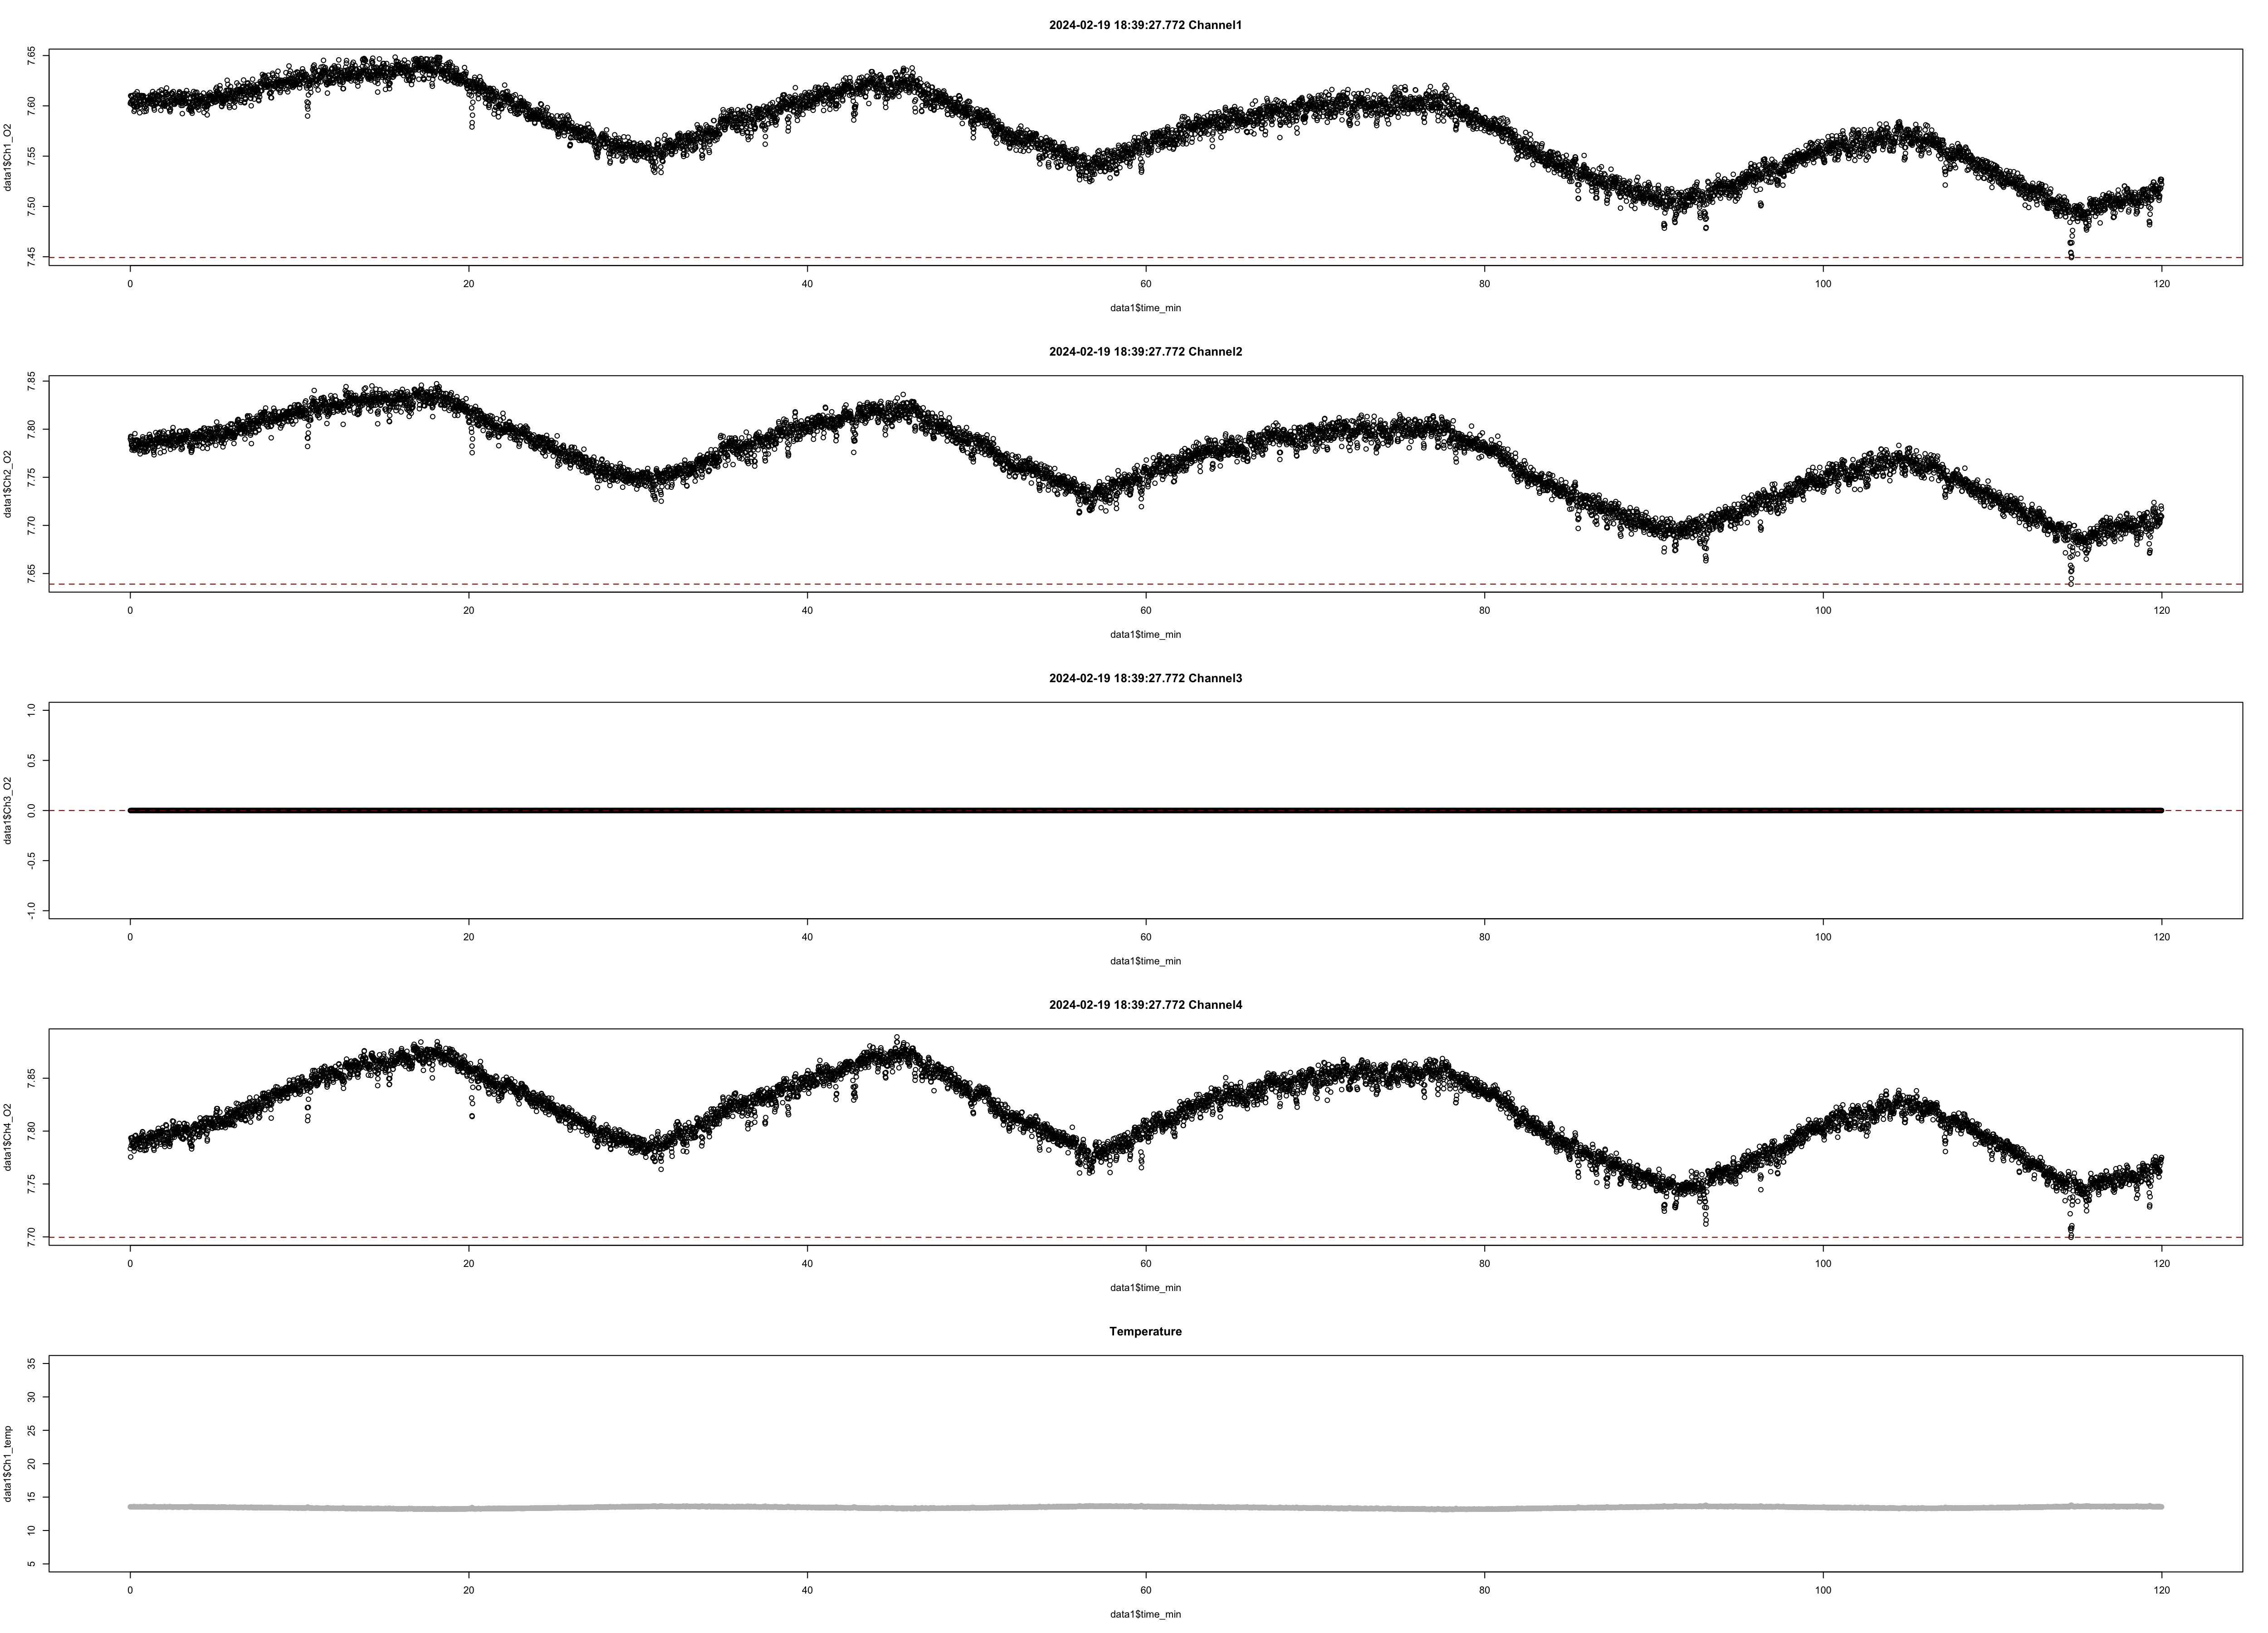 2024-02-19 18:39:27.772 Channel1
data1$Ch1_O2
7.65
7.60
7.55
7.50
7.45
0 20 40 60 80 100 120
data1$time_min
2024-02-19 18:39:27.772 Channel2
data1$Ch2_O2
7.85
7.80
7.75
7.70
7.65
0 20 40 60 80 100 120
data1$time_min
2024-02-19 18:39:27.772 Channel3
data1$Ch3_O2
1.0
0.5
0.0
-0.5
-1.0
0 20 40 60 80 100 120
data1$time_min
2024-02-19 18:39:27.772 Channel4
data1$Ch4_O2
7.85
7.80
7.75
7.70
0 20 40 60 80 100 120
data1$time_min
Temperature
data1$Ch1_temp
35
30
25
20
15
10
5
0 20 40 60 80 100 120
data1$time_min